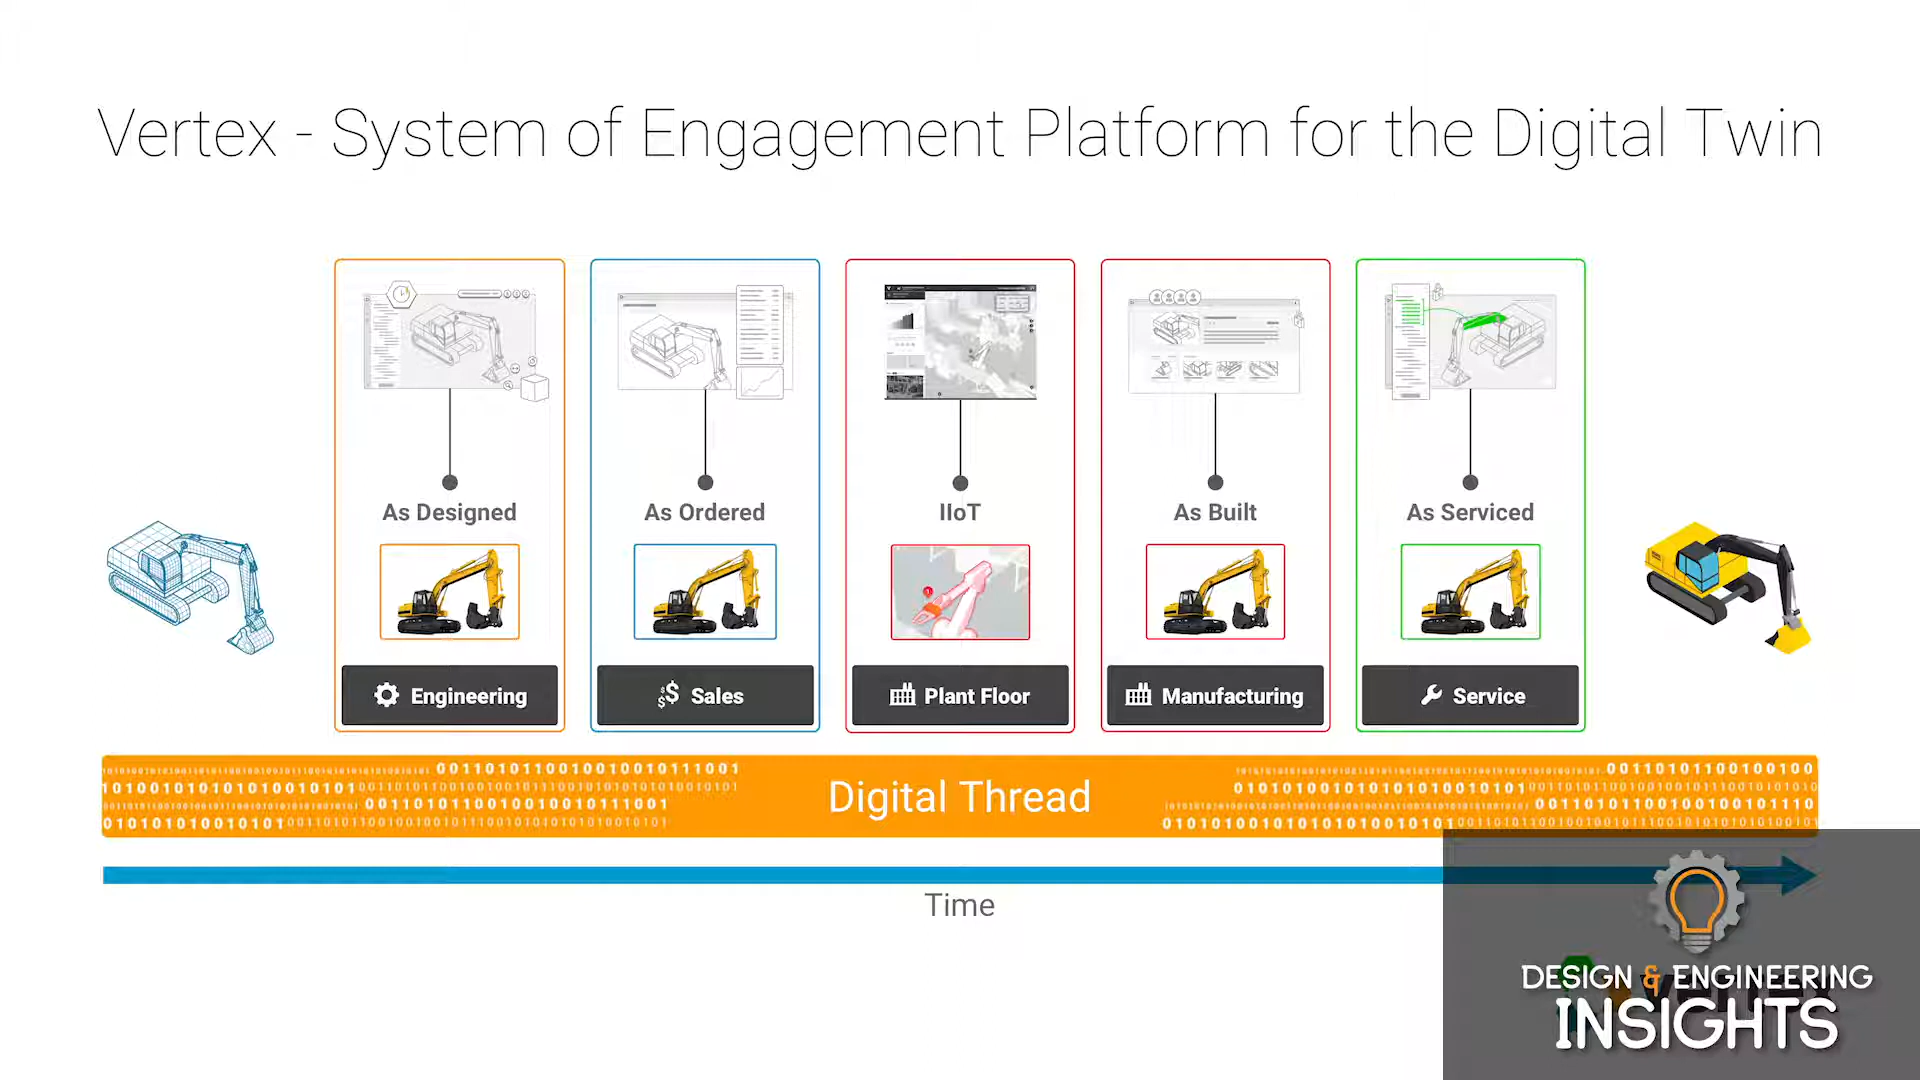 Vertex - System of Engagement Platform for the Digital Twin
As Designed
As Ordered
IIoT
As Built
As Serviced
Engineering
Sales
Plant Floor
Manufacturing
Service
Digital Thread
Time
DESIGN & ENGINEERING
INSIGHTS